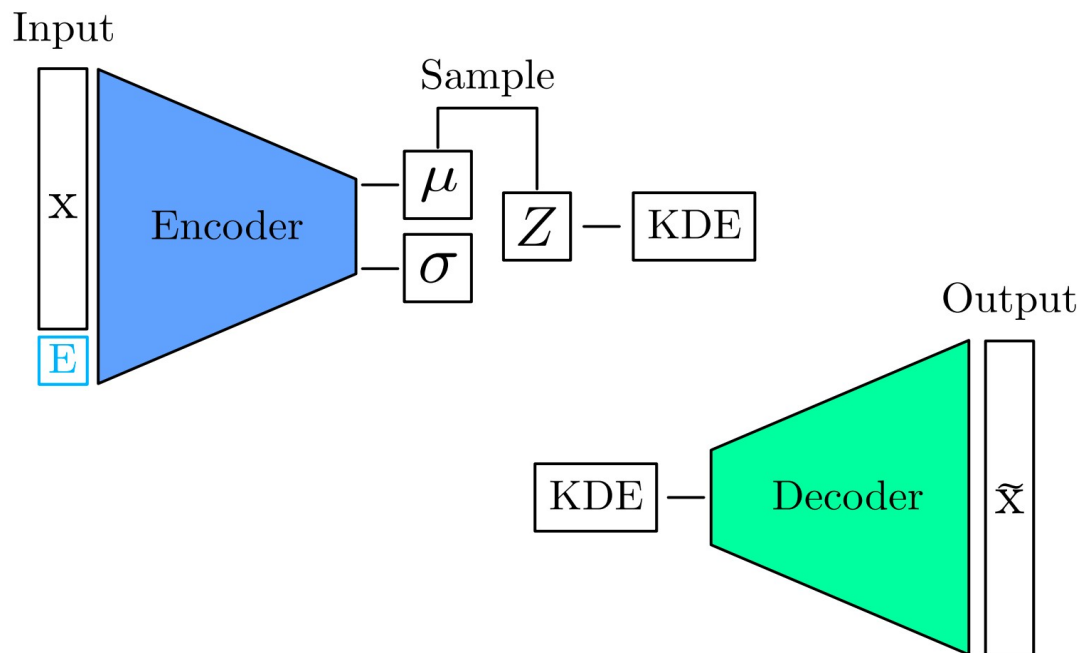 Input
Sample
x
Encoder
μ
σ
Z
KDE
E
Output
KDE
Decoder
x̃